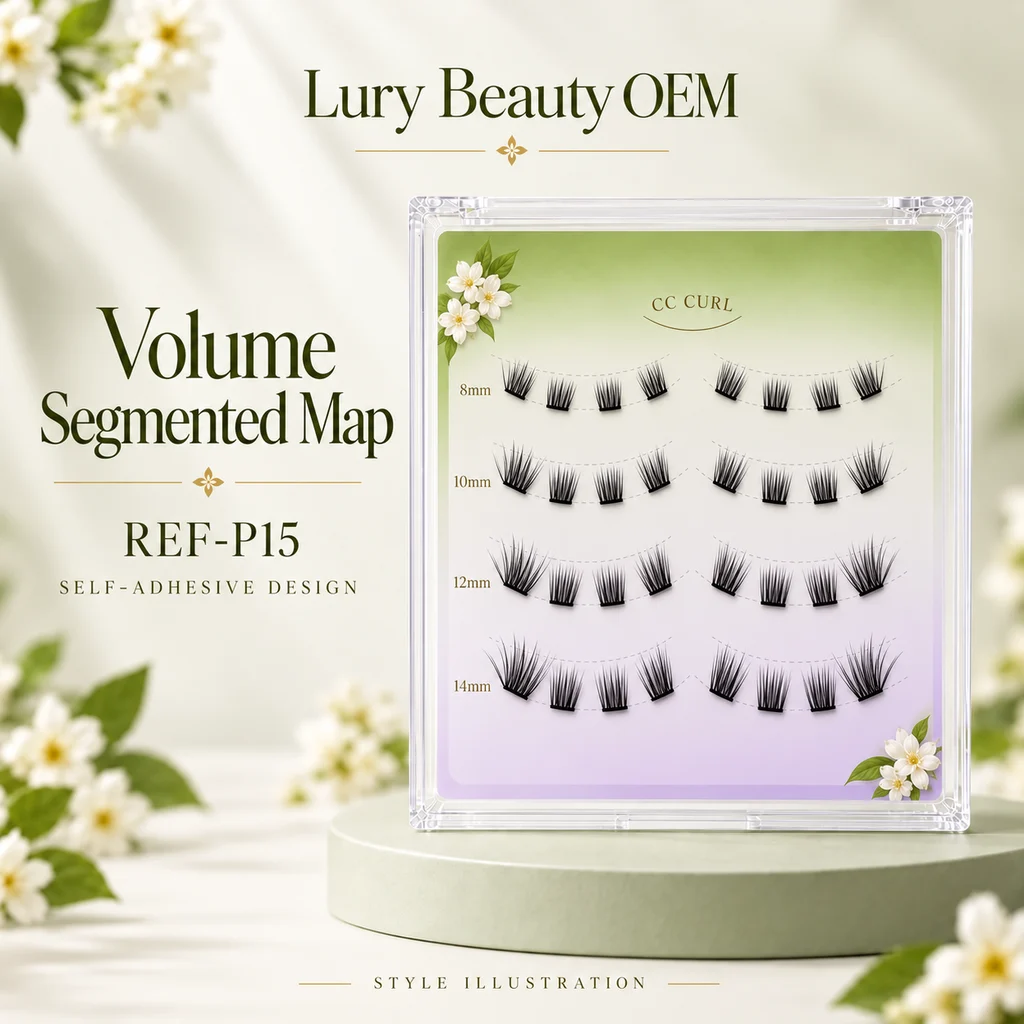 Lury Beauty OEM
Volume
Segmented Map
REF-P15
SELF-ADHESIVE DESIGN
CC CURL
8mm
10mm
12mm
14mm
STYLE ILLUSTRATION